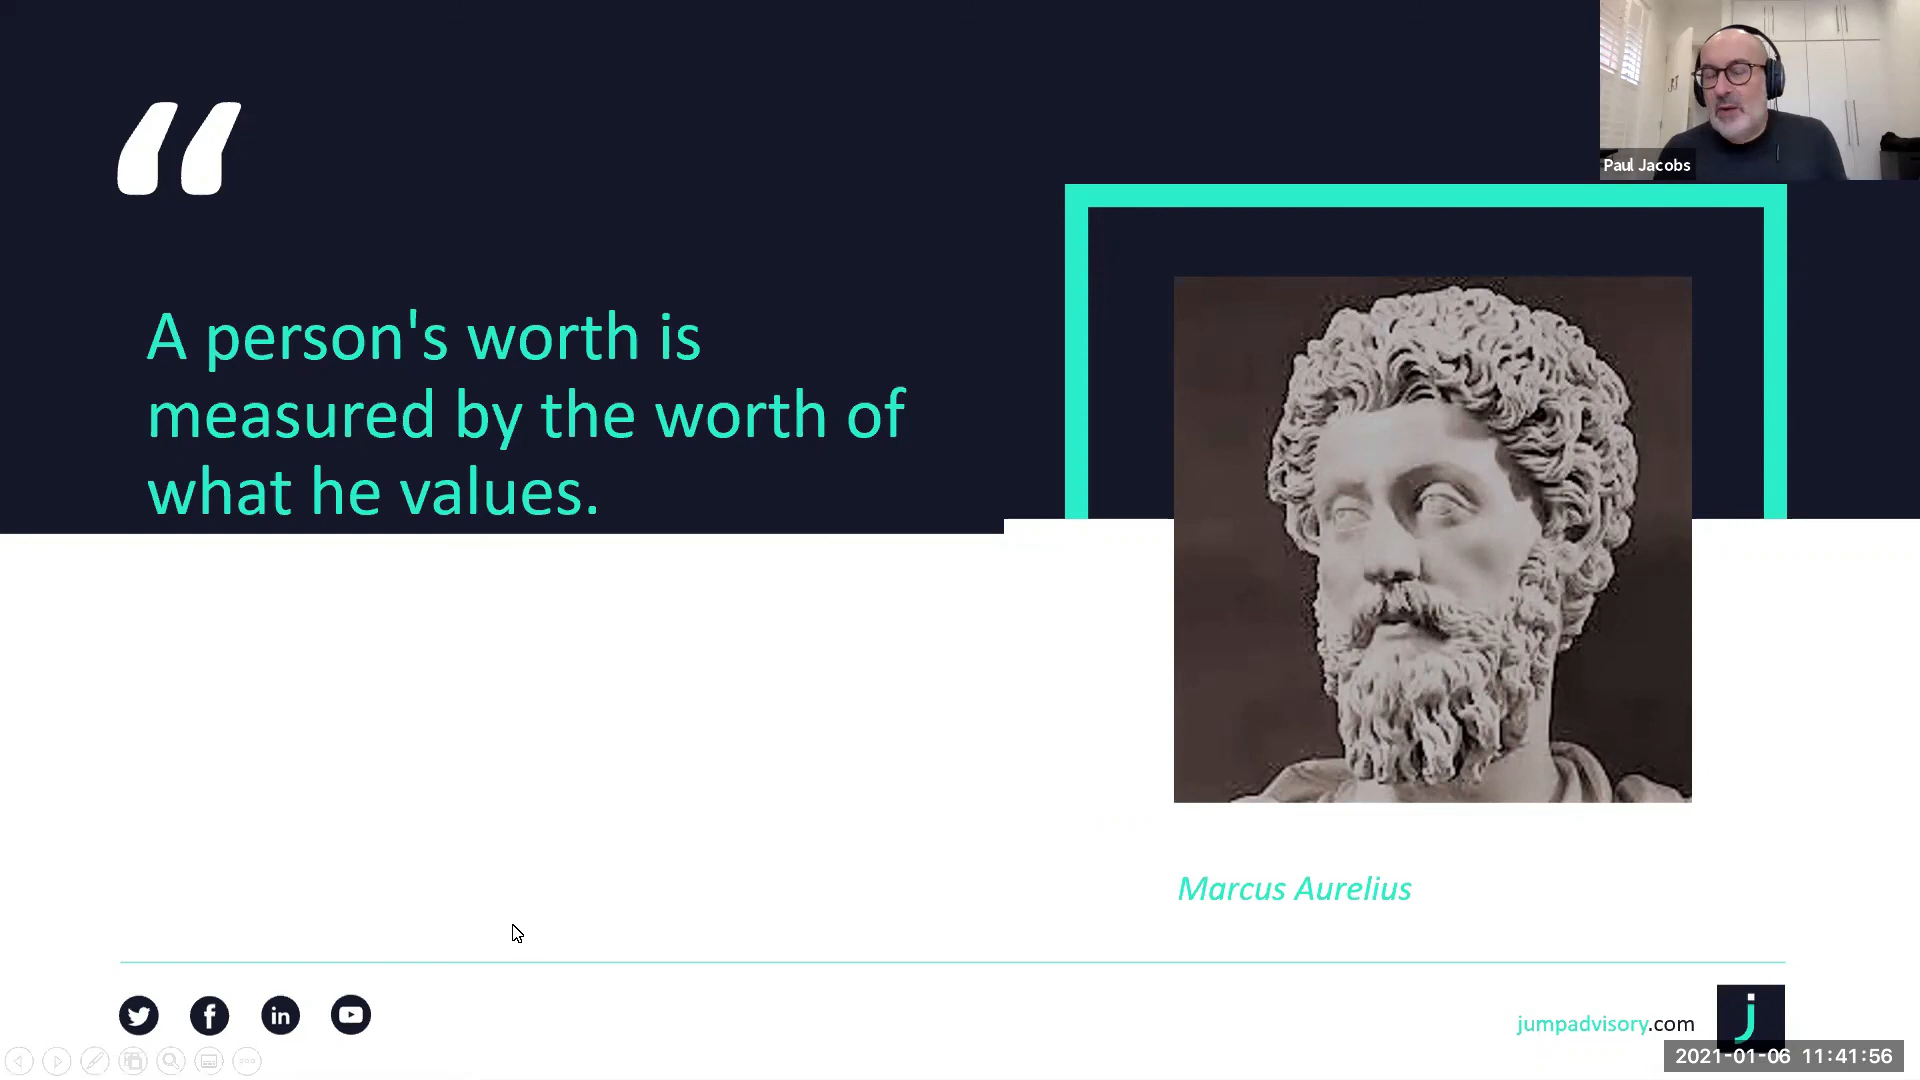 Paul Jacobs
“
A person's worth is
measured by the worth of
what he values.
Marcus Aurelius
jumpadvisory.com
j
2021-01-06 11:41:56